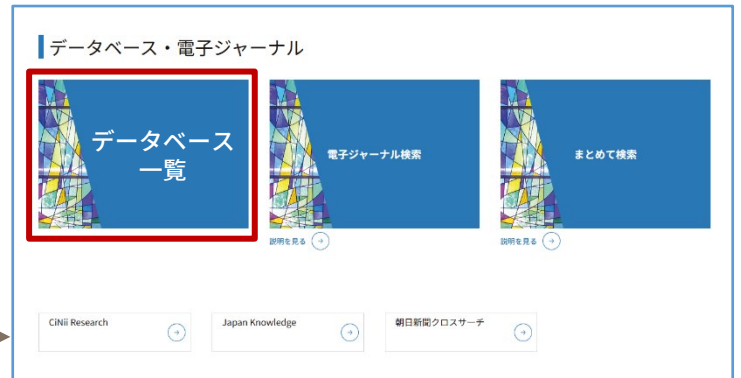 データベース・電子ジャーナル
データベース
一覧
電子ジャーナル検索
まとめて検索
説明を見る
説明を見る
CiNii Research
Japan Knowledge
朝日新聞クロスサーチ